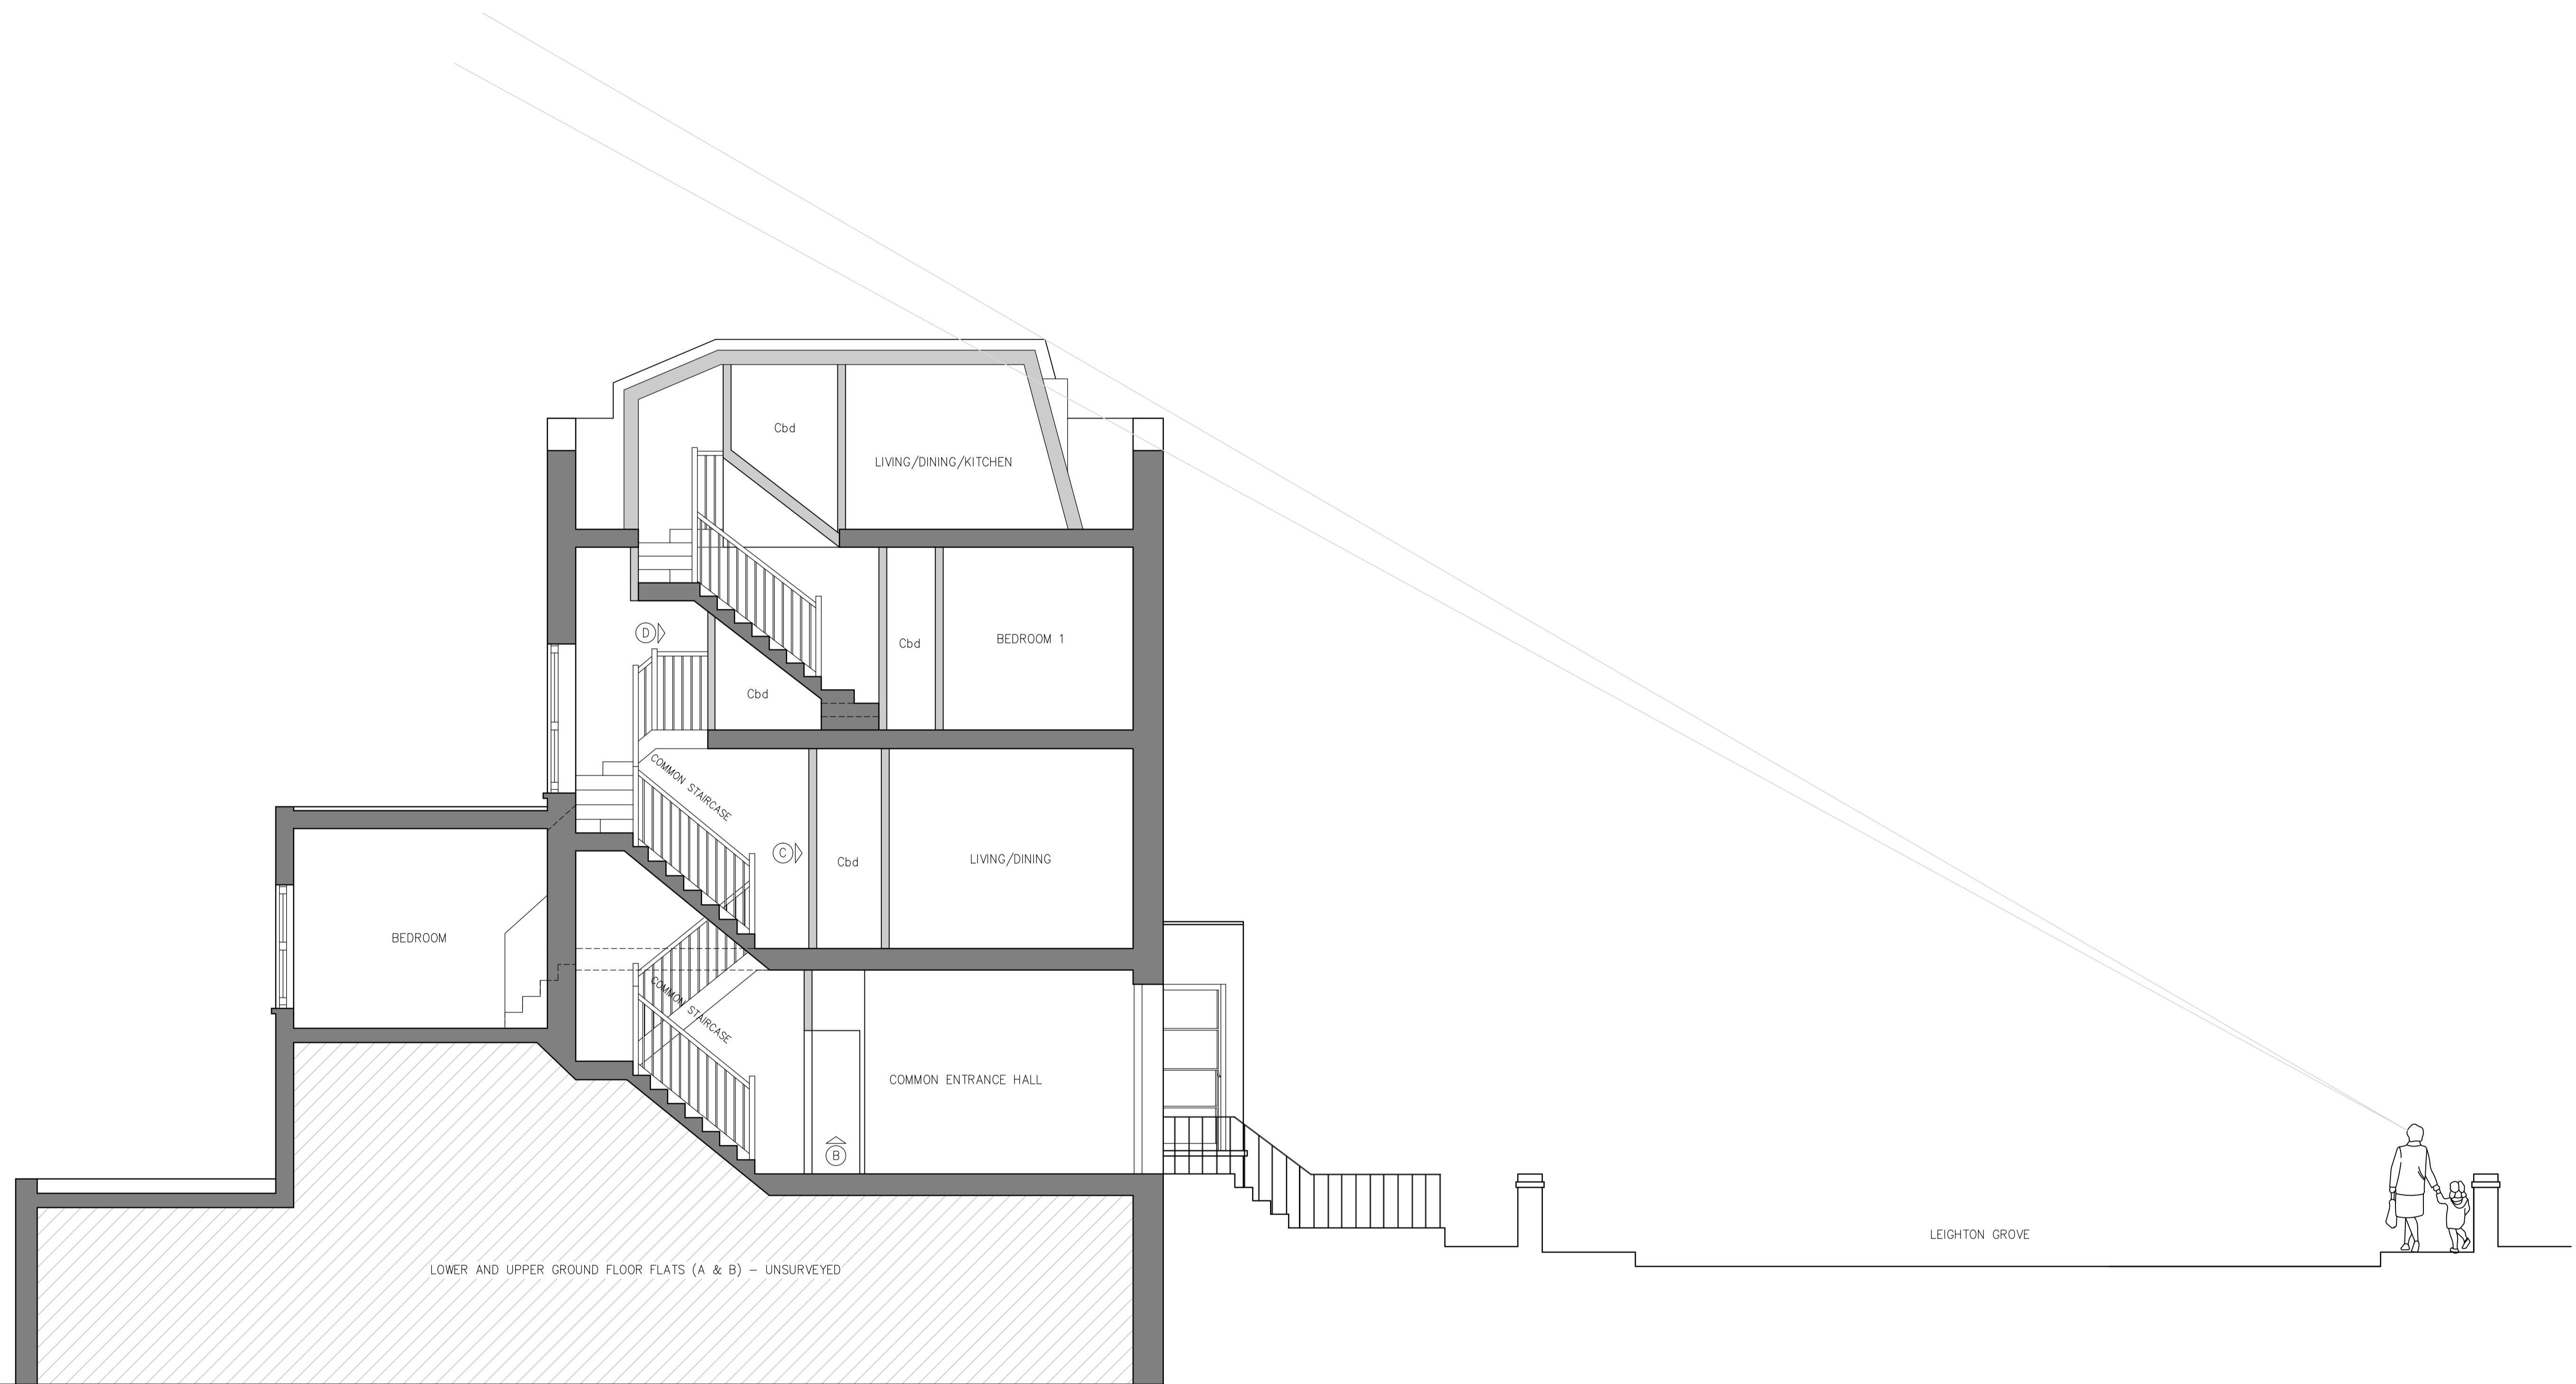 Cbd
LIVING/DINING/KITCHEN
D
Cbd
BEDROOM 1
Cbd
COMMON STAIRCASE
C
Cbd
LIVING/DINING
BEDROOM
COMMON STAIRCASE
COMMON ENTRANCE HALL
B
LEIGHTON GROVE
LOWER AND UPPER GROUND FLOOR FLATS (A & B) - UNSURVEYED